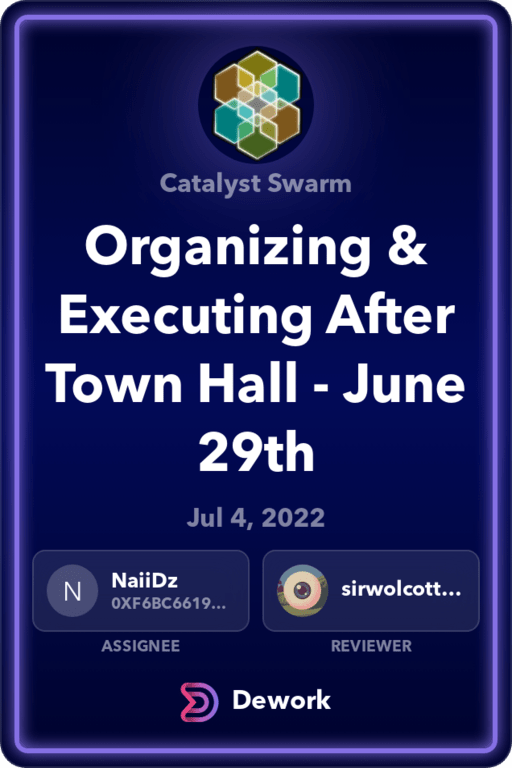 Catalyst Swarm
Organizing &
Executing After
Town Hall - June
29th
Jul 4, 2022
N
NaiiDz
0XF6BC6619...
sirwolcott...
ASSIGNEE
REVIEWER
Dework